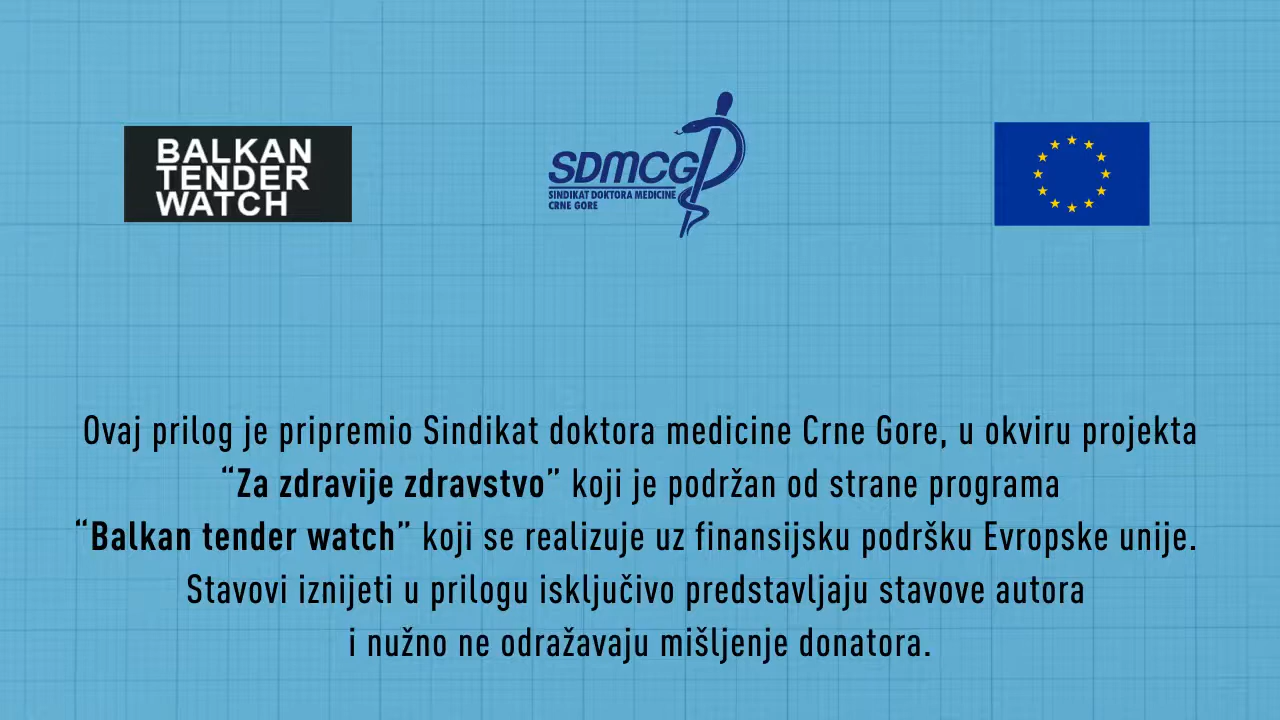 BALKAN
TENDER
WATCH
SDMCG
SINDIKAT DOKTORA MEDICINE
CRNE GORE
Ovaj prilog je pripremio Sindikat doktora medicine Crne Gore, u okviru projekta
“Za zdravije zdravstvo” koji je podržan od strane programa
“Balkan tender watch” koji se realizuje uz finansijsku podršku Evropske unije.
Stavovi iznijeti u prilogu isključivo predstavljaju stavove autora
i nužno ne odražavaju mišljenje donatora.